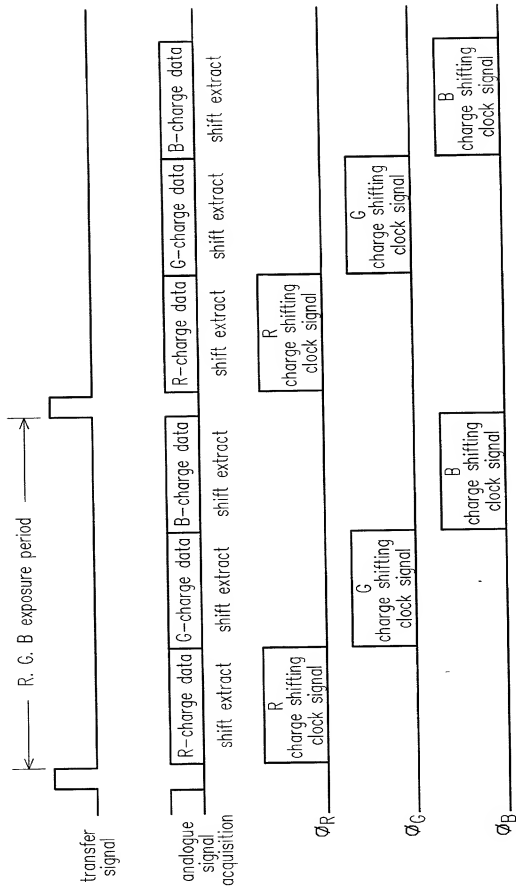 R. G. B exposure period
transfer
signal
analogue
signal
acquisition
R-charge data
G-charge data
B-charge data
R-charge data
G-charge data
B-charge data
shift extract
shift extract
shift extract
shift extract
shift extract
shift extract
ØR
R
charge shifting
clock signal
R
charge shifting
clock signal
ØG
G
charge shifting
clock signal
G
charge shifting
clock signal
ØB
B
charge shifting
clock signal
B
charge shifting
clock signal